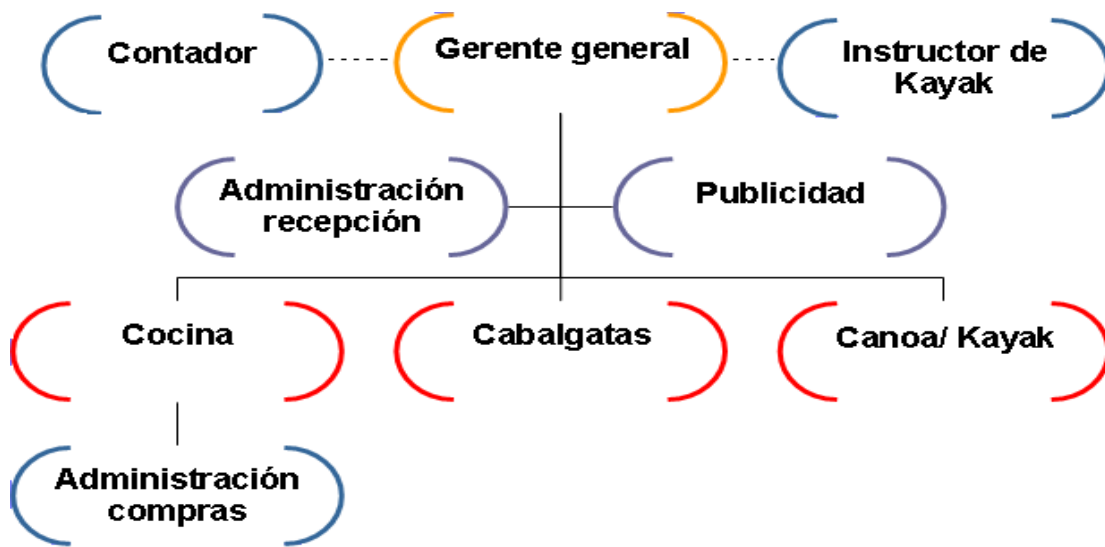 Contador
Gerente general
Instructor de
Kayak
Administración
recepción
Publicidad
Cocina
Cabalgatas
Canoa/ Kayak
Administración
compras